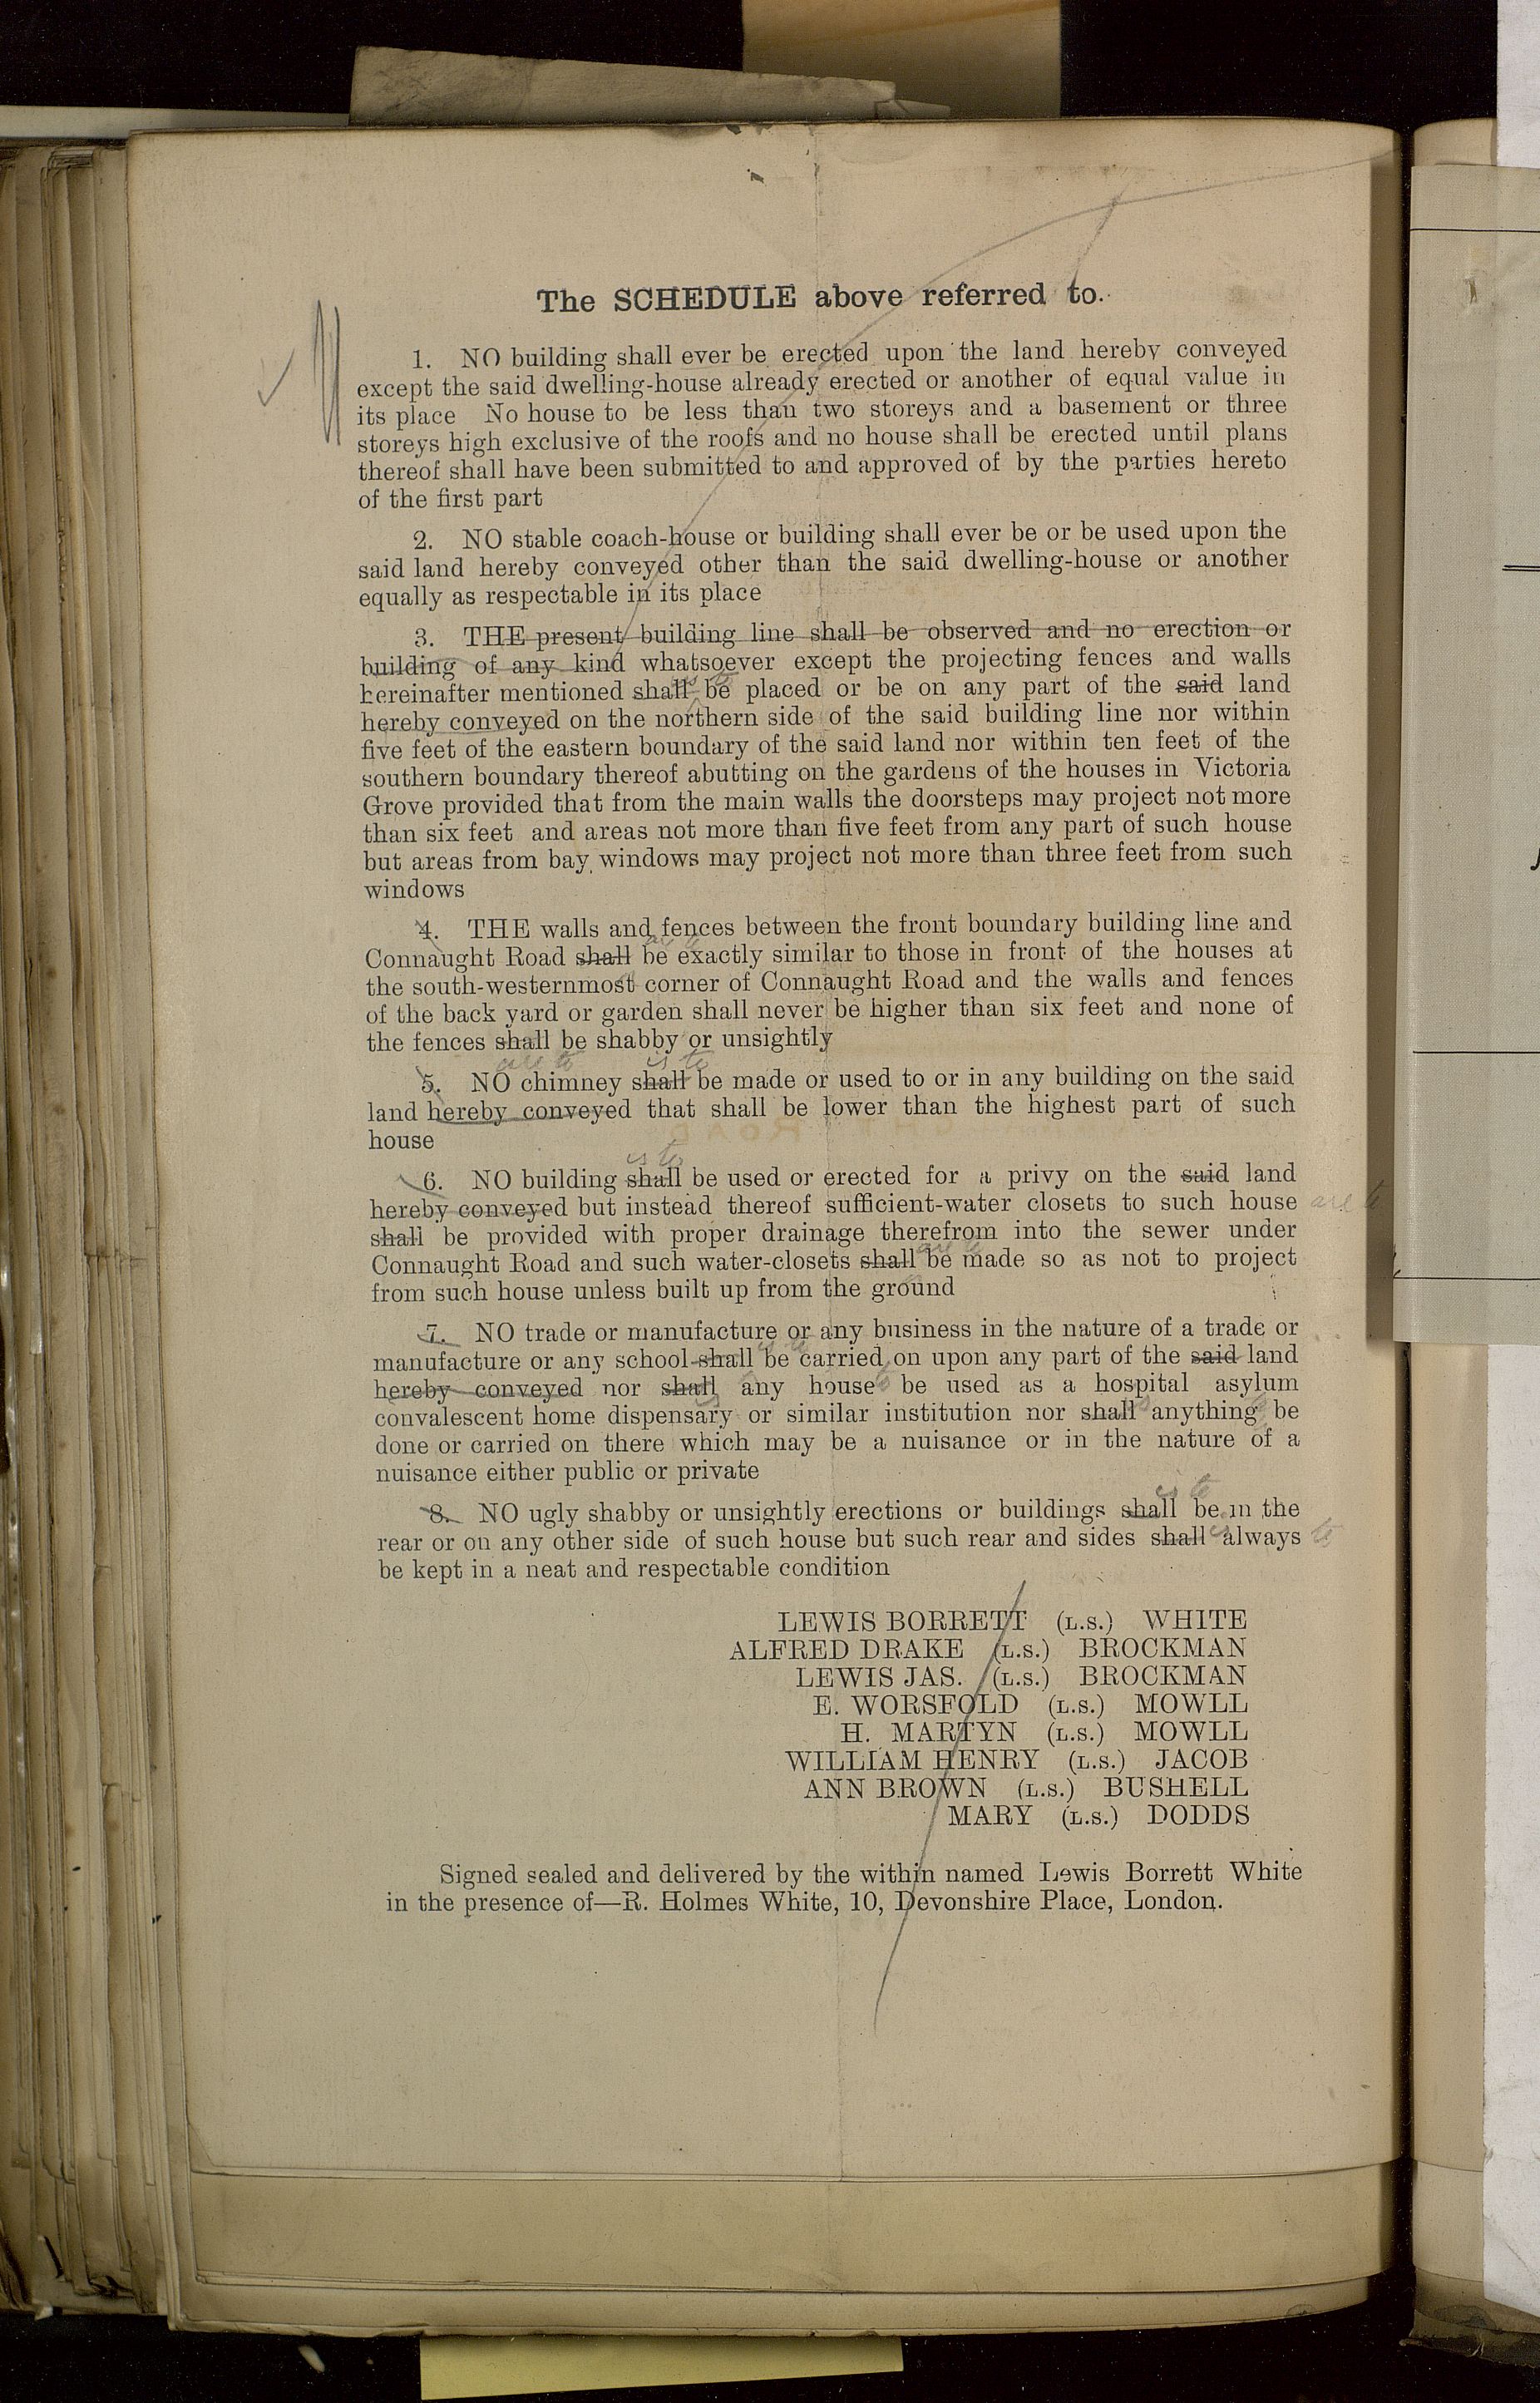 The SCHEDULE above referred to.
1. NO building shall ever be erected upon the land hereby conveyed
except the said dwelling-house already erected or another of equal value in
its place No house to be less than two storeys and a basement or three
storeys high exclusive of the roofs and no house shall be erected until plans
thereof shall have been submitted to and approved of by the parties hereto
of the first part
2. NO stable coach-house or building shall ever be or be used upon the
said land hereby conveyed other than the said dwelling-house or another
equally as respectable in its place
3. THE present building line shall be observed and no erection or
building of any kind whatsoever except the projecting fences and walls
is to
hereinafter mentioned shall be placed or be on any part of the said land
hereby conveyed on the northern side of the said building line nor within
five feet of the eastern boundary of the said land nor within ten feet of the
southern boundary thereof abutting on the gardens of the houses in Victoria
Grove provided that from the main walls the doorsteps may project not more
than six feet and areas not more than five feet from any part of such house
but areas from bay windows may project not more than three feet from such
windows
4. THE walls and fences between the front boundary building line and
are to
Connaught Road shall be exactly similar to those in front of the houses at
the south-westernmost corner of Connaught Road and the walls and fences
of the back yard or garden shall never be higher than six feet and none of
the fences shall be shabby or unsightly
are to is to
5. NO chimney shall be made or used to or in any building on the said
land hereby conveyed that shall be lower than the highest part of such
house
is to
6. NO building shall be used or erected for a privy on the said land
hereby conveyed but instead thereof sufficient-water closets to such house are to
shall be provided with proper drainage therefrom into the sewer under
are to
Connaught Road and such water-closets shall be made so as not to project
from such house unless built up from the ground
7. NO trade or manufacture or any business in the nature of a trade or
is to
manufacture or any school shall be carried on upon any part of the said land
hereby conveyed nor shall any house to be used as a hospital asylum
is
convalescent home dispensary or similar institution nor shall anything be
done or carried on there which may be a nuisance or in the nature of a
nuisance either public or private
is to
8. NO ugly shabby or unsightly erections or buildings shall be in the
rear or on any other side of such house but such rear and sides shall always to
be kept in a neat and respectable condition
LEWIS BORRETT (L.S.) WHITE
ALFRED DRAKE (L.S.) BROCKMAN
LEWIS JAS. (L.S.) BROCKMAN
E. WORSFOLD (L.S.) MOWLL
H. MARTYN (L.S.) MOWLL
WILLIAM HENRY (L.S.) JACOB
ANN BROWN (L.S.) BUSHELL
MARY (L.S.) DODDS
Signed sealed and delivered by the within named Lewis Borrett White
in the presence of—R. Holmes White, 10, Devonshire Place, London.